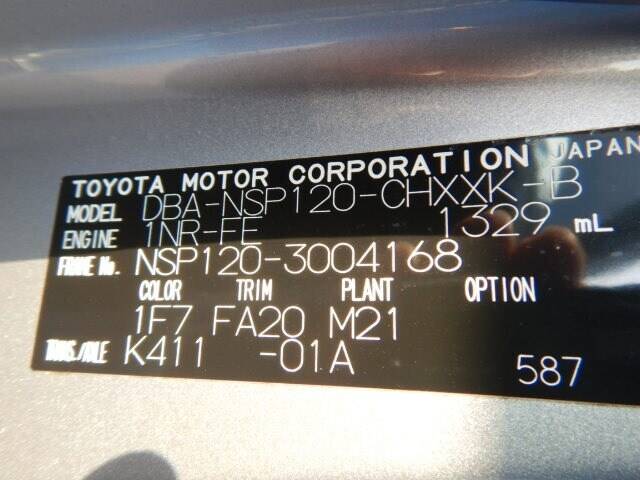 TOYOTA MOTOR CORPORATION JAPAN
MODEL DBA-NSP120-CHXXK-B
ENGINE 1NR-FE 1329 mL
FRAME No. NSP120-3004168
COLOR TRIM PLANT OPTION
1F7 FA20 M21
TRANS./AXLE K411 -01A
587